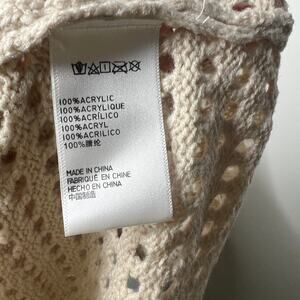 100%ACRYLIC
100%ACRYLIQUE
100%ACRÍLICO
100%ACRYL
100%ACRILICO
100%腈纶
MADE IN CHINA
FABRIQUÉ EN CHINE
HECHO EN CHINA
中国制造